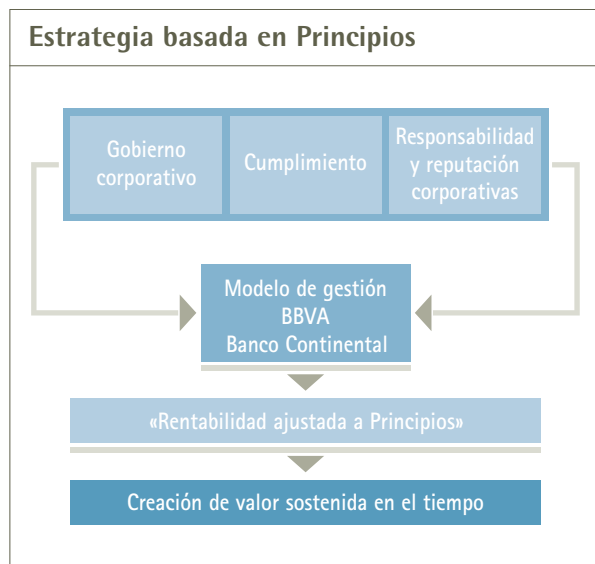 Estrategia basada en Principios
Gobierno
corporativo
Cumplimiento
Responsabilidad
y reputación
corporativas
Modelo de gestión
BBVA
Banco Continental
«Rentabilidad ajustada a Principios»
Creación de valor sostenida en el tiempo